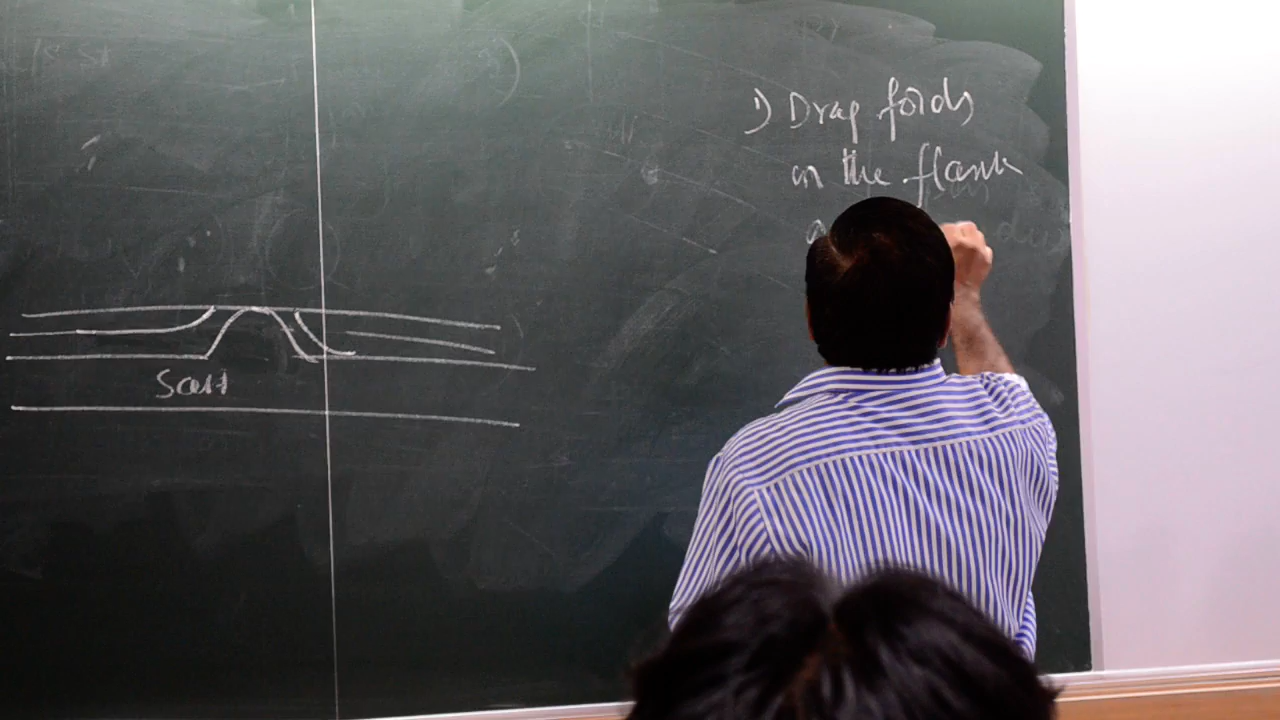 1) Drag folds
on the flank
Salt